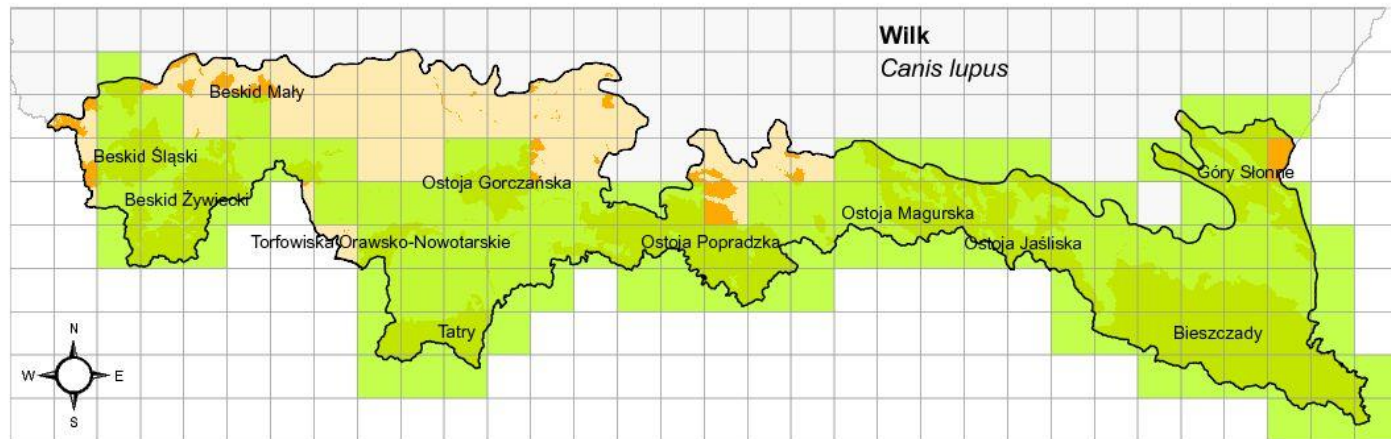 Wilk
Canis lupus
Beskid Mały
Beskid Śląski
Góry Słonne
Ostoja Gorczańska
Beskid Żywiecki
Ostoja Magurska
Torfowiska Orawsko-Nowotarskie
Ostoja Popradzka
Ostoja Jaśliska
Tatry
Bieszczady
N
W
E
S